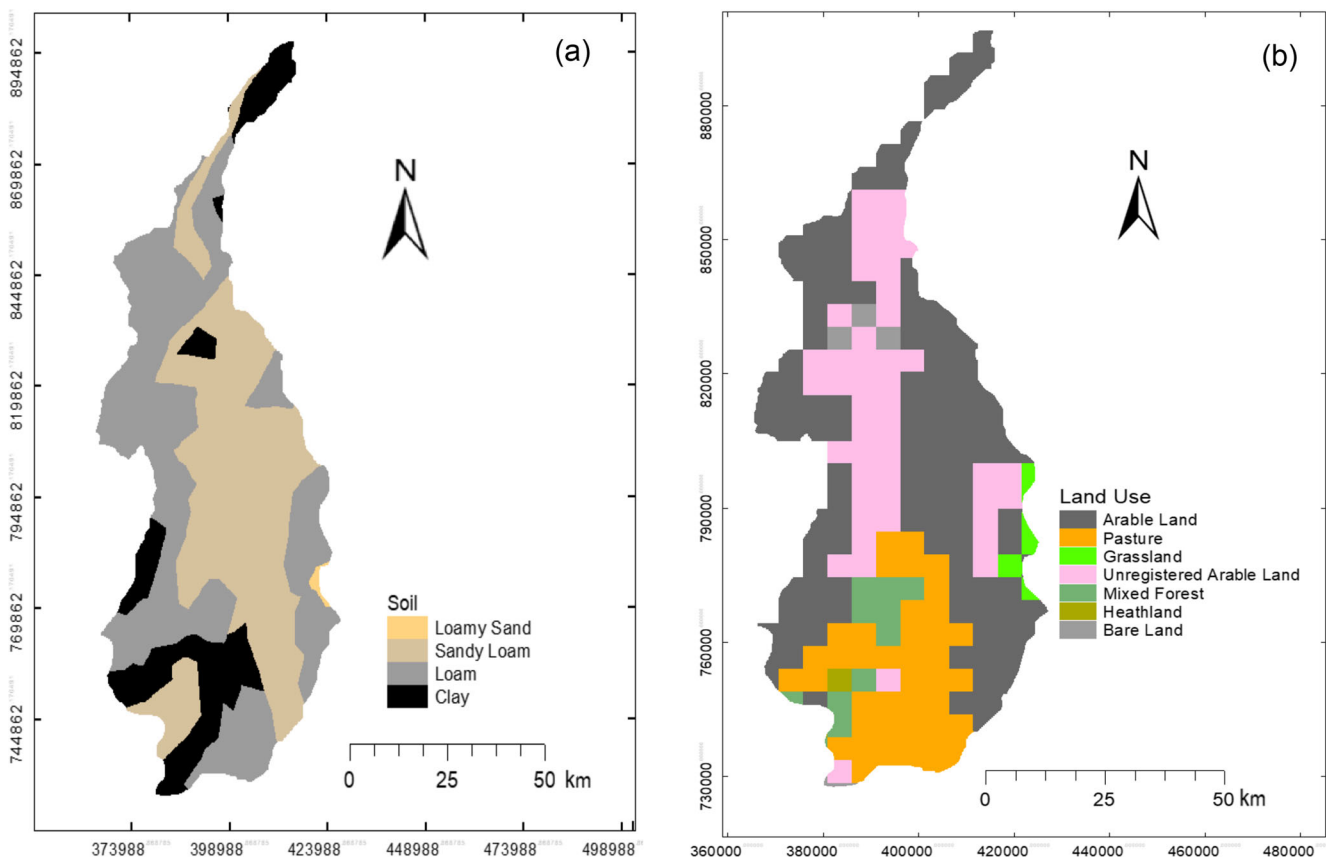 (a)
N
894862
869862
844862
819862
794862
769862
744862
Soil
Loamy Sand
Sandy Loam
Loam
Clay
0 25 50 km
373988 398988 423988 448988 473988 498988
(b)
N
880000
850000
820000
790000
760000
730000
Land Use
Arable Land
Pasture
Grassland
Unregistered Arable Land
Mixed Forest
Heathland
Bare Land
0 25 50 km
360000 380000 400000 420000 440000 460000 480000